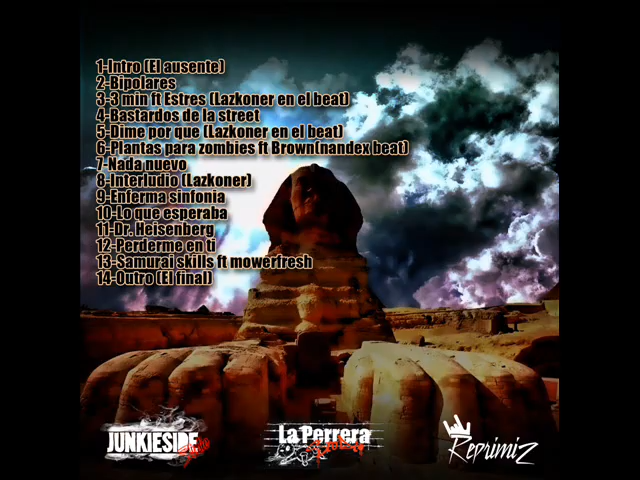 1-Intro (El ausente)
2-Bipolares
3-3 min ft Estres (Lazkoner en el beat)
4-Bastardos de la street
5-Dime por que (Lazkoner en el beat)
6-Plantas para zombies ft Brown(nandex beat)
7-Nada nuevo
8-Interludio (Lazkoner)
9-Enferma sinfonia
10-Lo que esperaba
11-Dr. Heisenberg
12-Perderme en ti
13-Samurai skills ft mowerfresh
14-Outro (El final)
JUNKIESIDE
La Perrera
Reprimiz